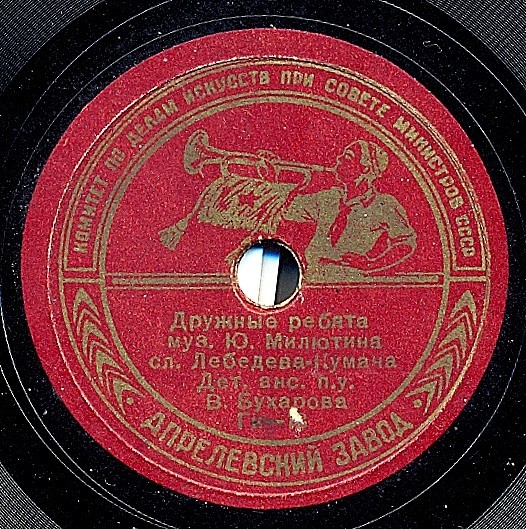 КОМИТЕТ ПО ДЕЛАМ ИСКУССТВ ПРИ СОВЕТЕ МИНИСТРОВ СССР
Дружные ребята
муз. Ю. Милютина
сл. Лебедева-Кумача
Дет. анс. п.у.
В. Бухарова
АПРЕЛЕВСКИЙ ЗАВОД